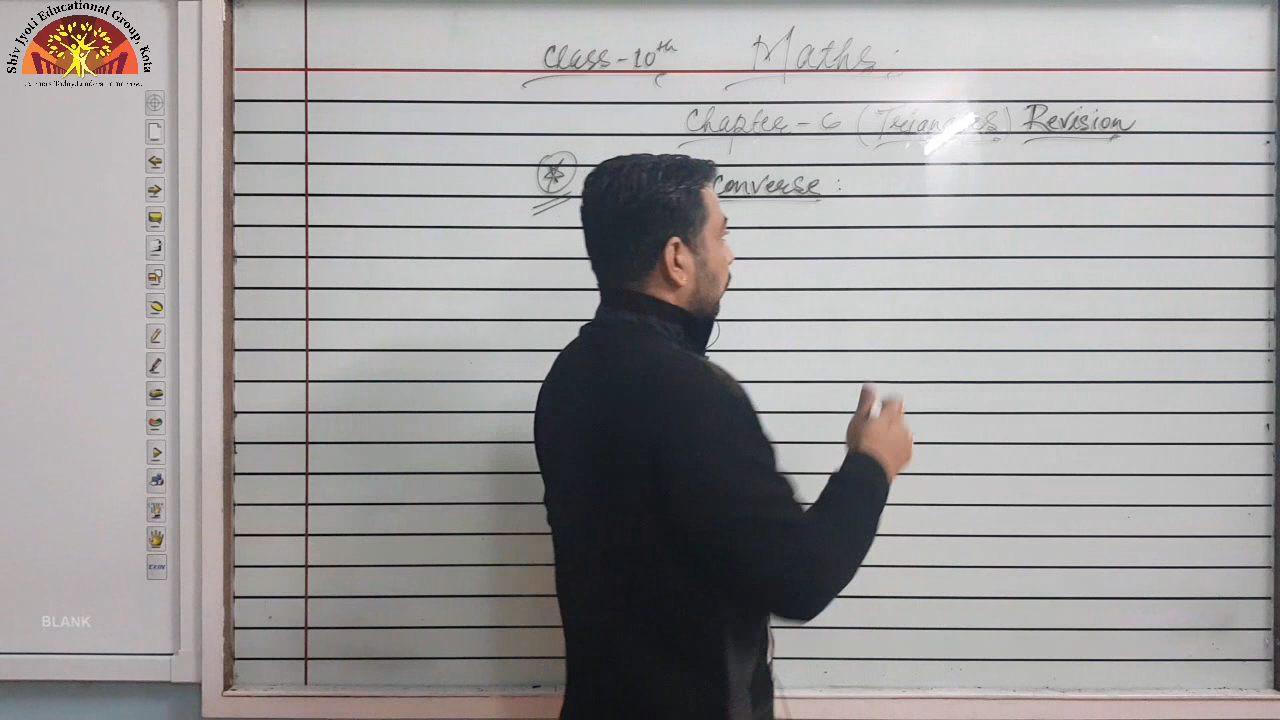 Shiv Jyoti Educational Group, Kota
Class-10th Maths:
Chapter-6 (Triangles) Revision
converse:
BLANK